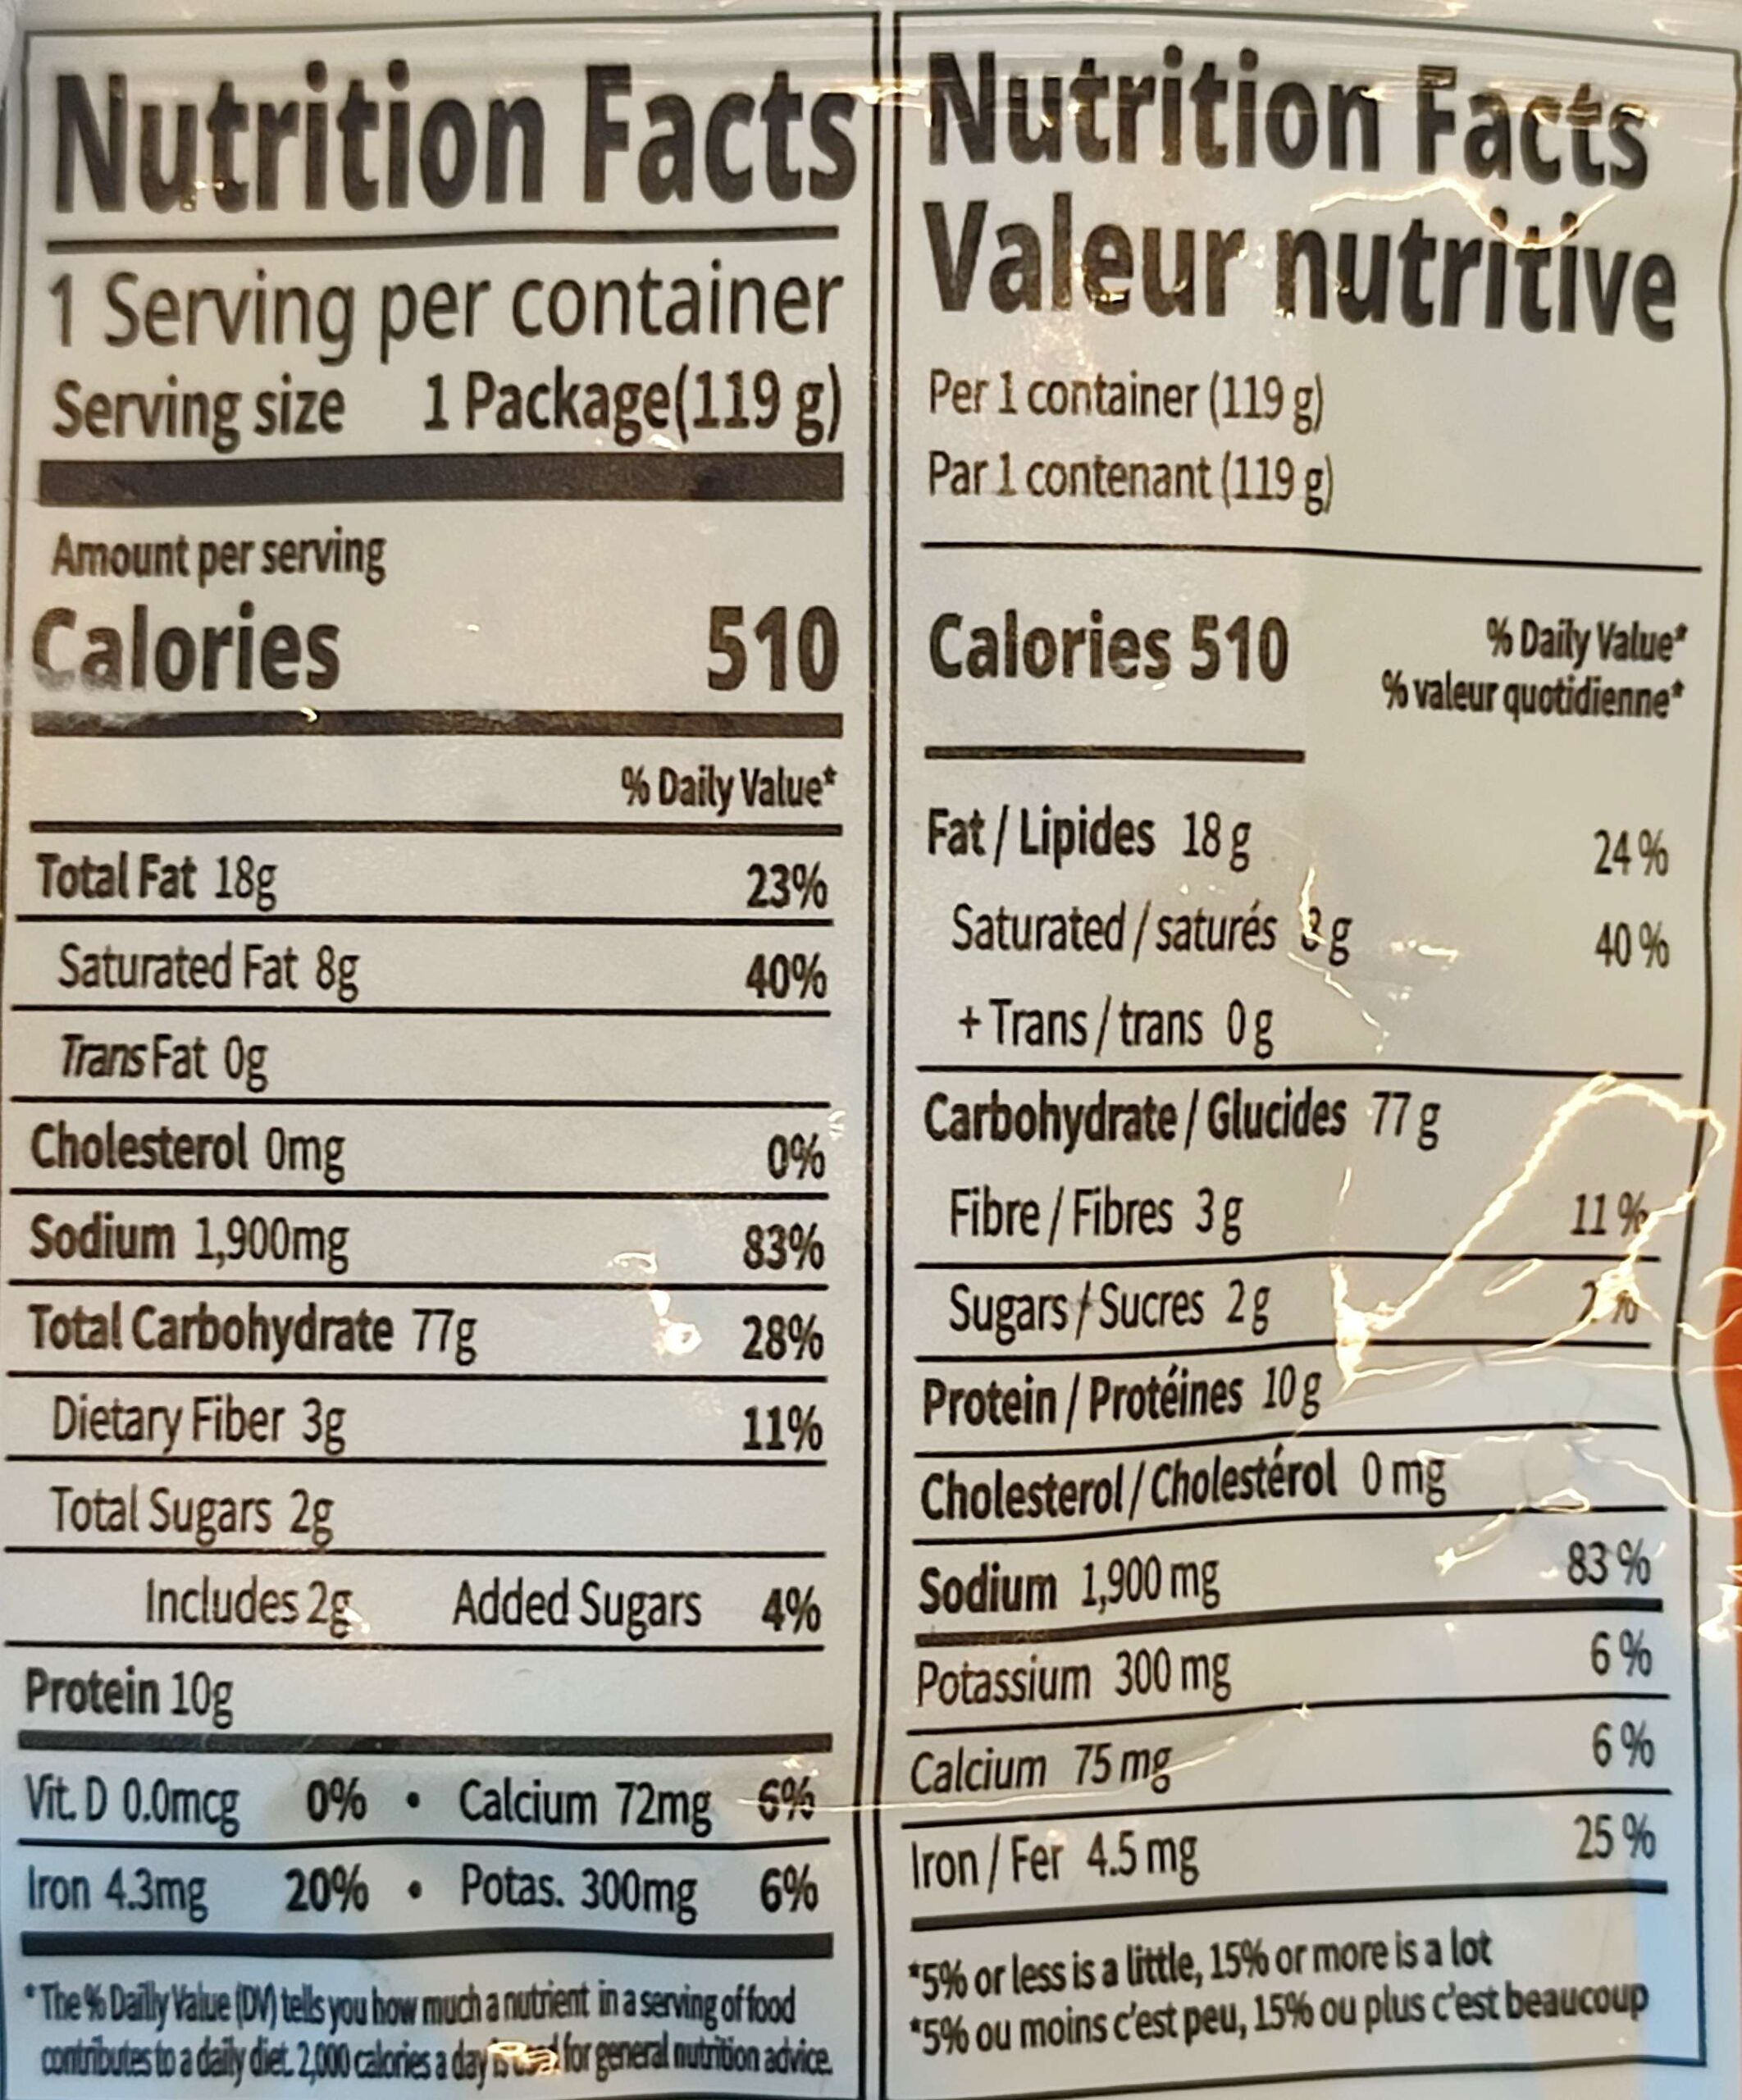 Nutrition Facts
1 Serving per container
Serving size 1 Package(119 g)
Amount per serving
Calories 510
% Daily Value*
Total Fat 18g 23%
Saturated Fat 8g 40%
Trans Fat 0g
Cholesterol 0mg 0%
Sodium 1,900mg 83%
Total Carbohydrate 77g 28%
Dietary Fiber 3g 11%
Total Sugars 2g
Includes 2g Added Sugars 4%
Protein 10g
Vit. D 0.0mcg 0% • Calcium 72mg 6%
Iron 4.3mg 20% • Potas. 300mg 6%
*The % Dailly Value (DV) tells you how much a nutrient in a serving of food
contributes to a daily diet. 2,000 calories a day is used for general nutrition advice.
Nutrition Facts
Valeur nutritive
Per 1 container (119 g)
Par 1 contenant (119 g)
Calories 510
% Daily Value*
% valeur quotidienne*
Fat / Lipides 18 g 24 %
Saturated / saturés 8 g 40 %
+ Trans / trans 0 g
Carbohydrate / Glucides 77 g
Fibre / Fibres 3 g 11 %
Sugars / Sucres 2 g 2 %
Protein / Protéines 10 g
Cholesterol / Cholestérol 0 mg
Sodium 1,900 mg 83 %
Potassium 300 mg 6 %
Calcium 75 mg 6 %
Iron / Fer 4.5 mg 25 %
*5% or less is a little, 15% or more is a lot
*5% ou moins c'est peu, 15% ou plus c'est beaucoup